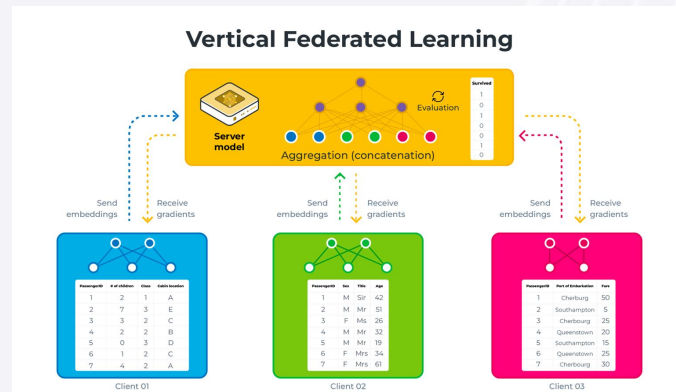 Vertical Federated Learning
Server
model
Aggregation (concatenation)
Evaluation
Survived
1
0
1
0
0
1
0
Send
embeddings
Receive
gradients
Send
embeddings
Receive
gradients
Send
embeddings
Receive
gradients
PassengerID # of children Class Cabin location
1 2 1 A
2 7 3 E
3 3 2 C
4 2 2 B
5 0 3 D
6 1 2 C
7 4 2 A
Client 01
PassengerID Sex Title Age
1 M Sir 42
2 M Mr 51
3 F Ms 26
4 M Mr 32
5 M Mr 19
6 F Mrs 34
7 F Mrs 61
Client 02
PassengerID Port of Embarkation Fare
1 Cherburg 50
2 Southampton 5
3 Cherbourg 25
4 Queenstown 20
5 Southampton 15
6 Queenstown 25
7 Cherbourg 30
Client 03